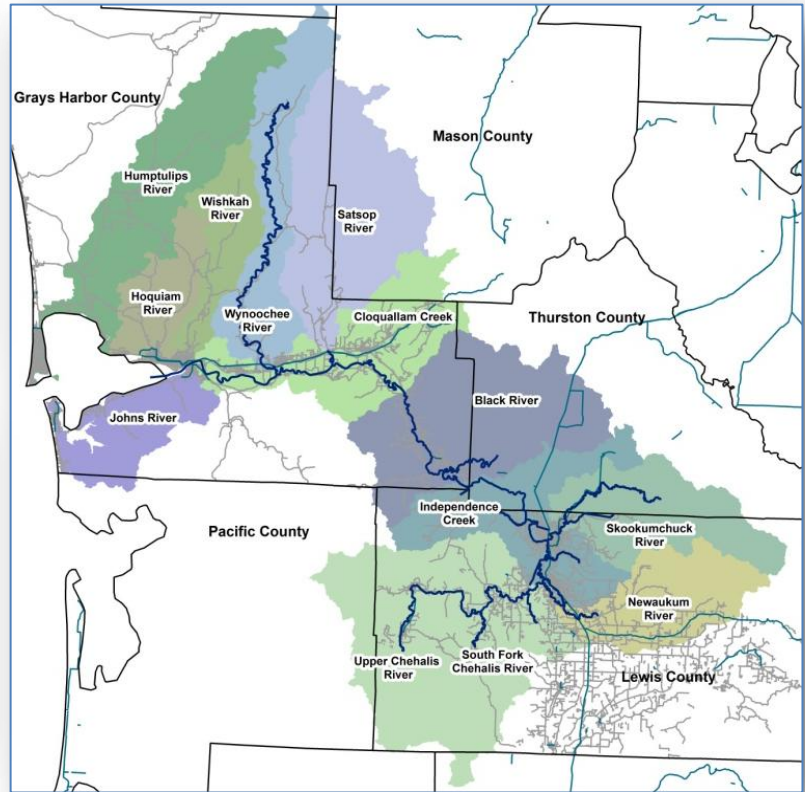 Grays Harbor County
Mason County
Humptulips
River
Wishkah
River
Satsop
River
Hoquiam
River
Wynoochee
River
Cloquallam Creek
Thurston County
Black River
Johns River
Independence
Creek
Pacific County
Skookumchuck
River
Newaukum
River
Upper Chehalis
River
South Fork
Chehalis River
Lewis County